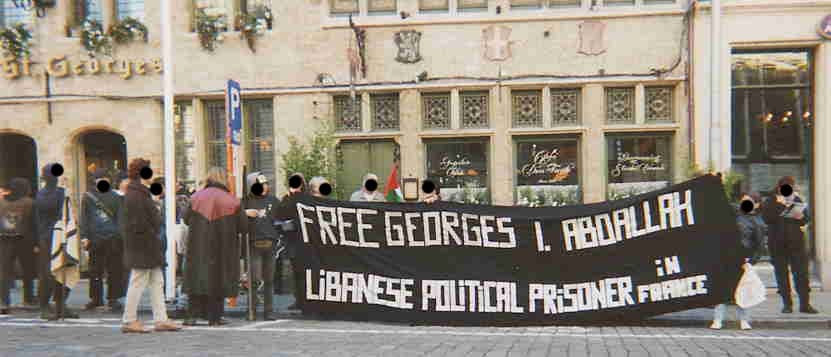 St. Georges
P
FREE GEORGES I. ABDALLAH
LiBANESE POLITICAL PRiSONER iN FRANCE